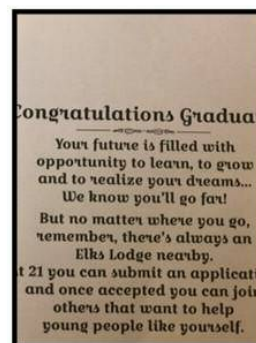 Congratulations Gradua
Your future is filled with
opportunity to learn, to grow
and to realize your dreams...
We know you'll go far!
But no matter where you go,
remember, there's always an
Elks Lodge nearby.
t 21 you can submit an applicati
and once accepted you can join
others that want to help
young people like yourself.